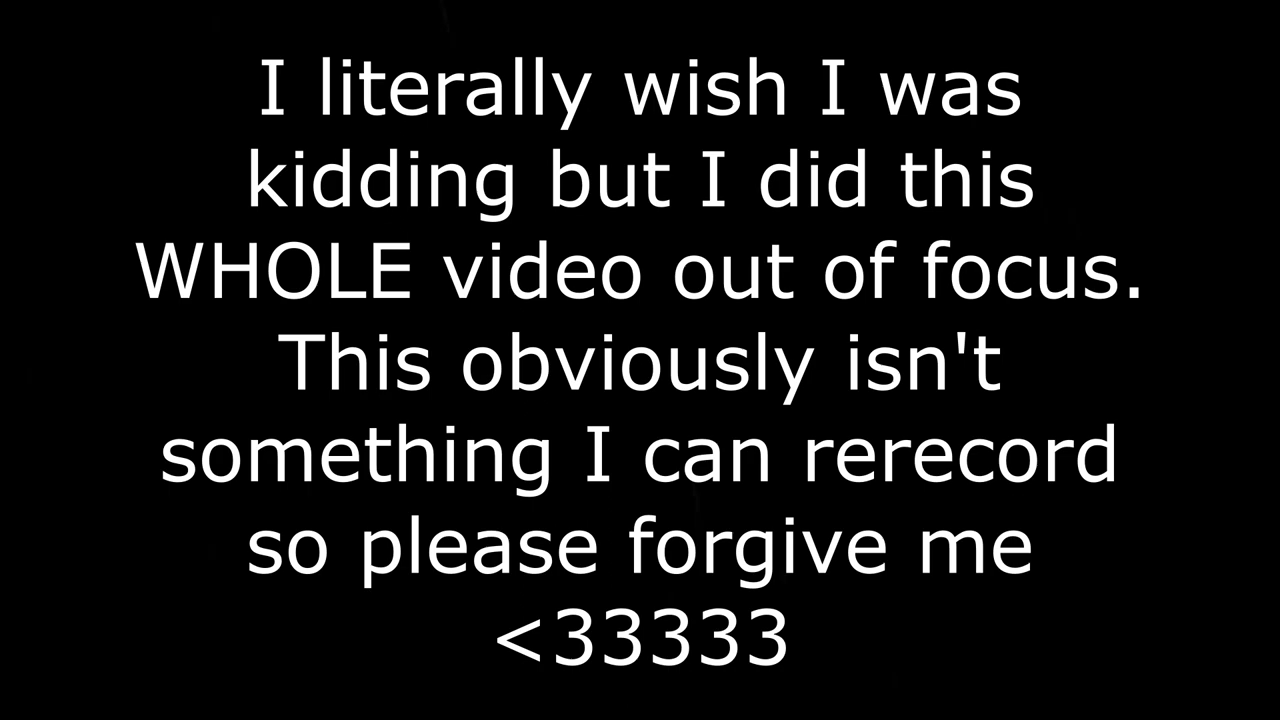 I literally wish I was
kidding but I did this
WHOLE video out of focus.
This obviously isn't
something I can rerecord
so please forgive me
<33333